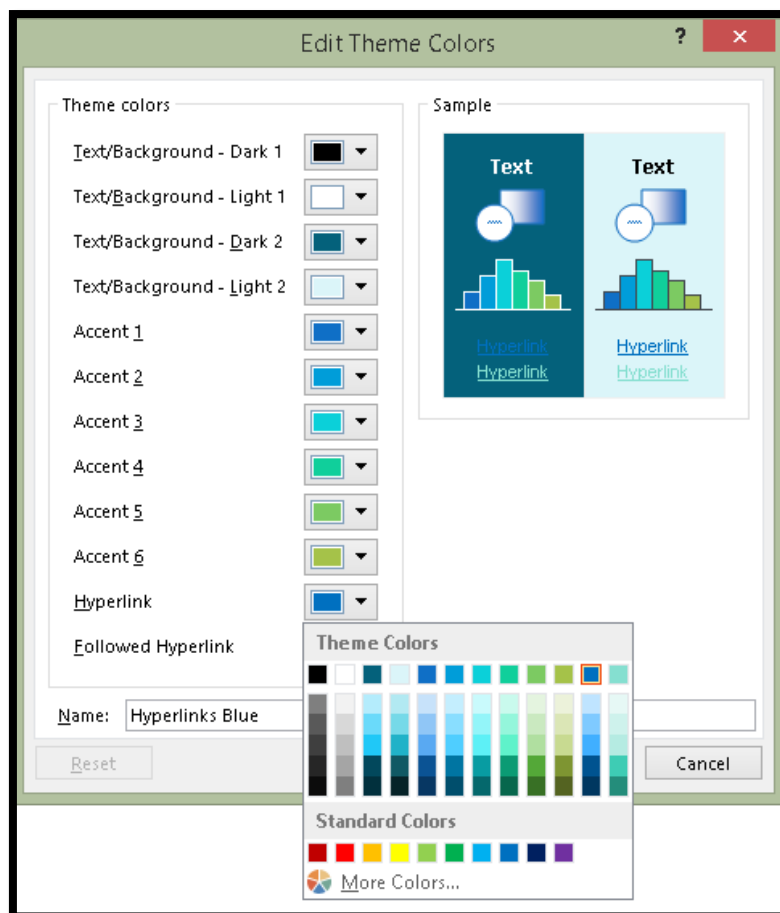 Edit Theme Colors
?
×
Theme colors
Text/Background - Dark 1
Text/Background - Light 1
Text/Background - Dark 2
Text/Background - Light 2
Accent 1
Accent 2
Accent 3
Accent 4
Accent 5
Accent 6
Hyperlink
Followed Hyperlink
Sample
Text Text
Hyperlink Hyperlink
Hyperlink Hyperlink
Name: Hyperlinks Blue
Reset
Cancel
Theme Colors
Standard Colors
More Colors...